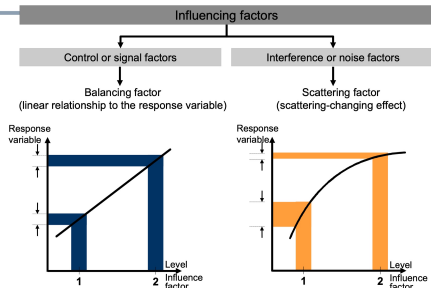 Influencing factors
Control or signal factors
Interference or noise factors
Balancing factor
(linear relationship to the response variable)
Scattering factor
(scattering-changing effect)
Response
variable
Level
Influence
factor
1
2
Response
variable
Level
Influence
factor
1
2